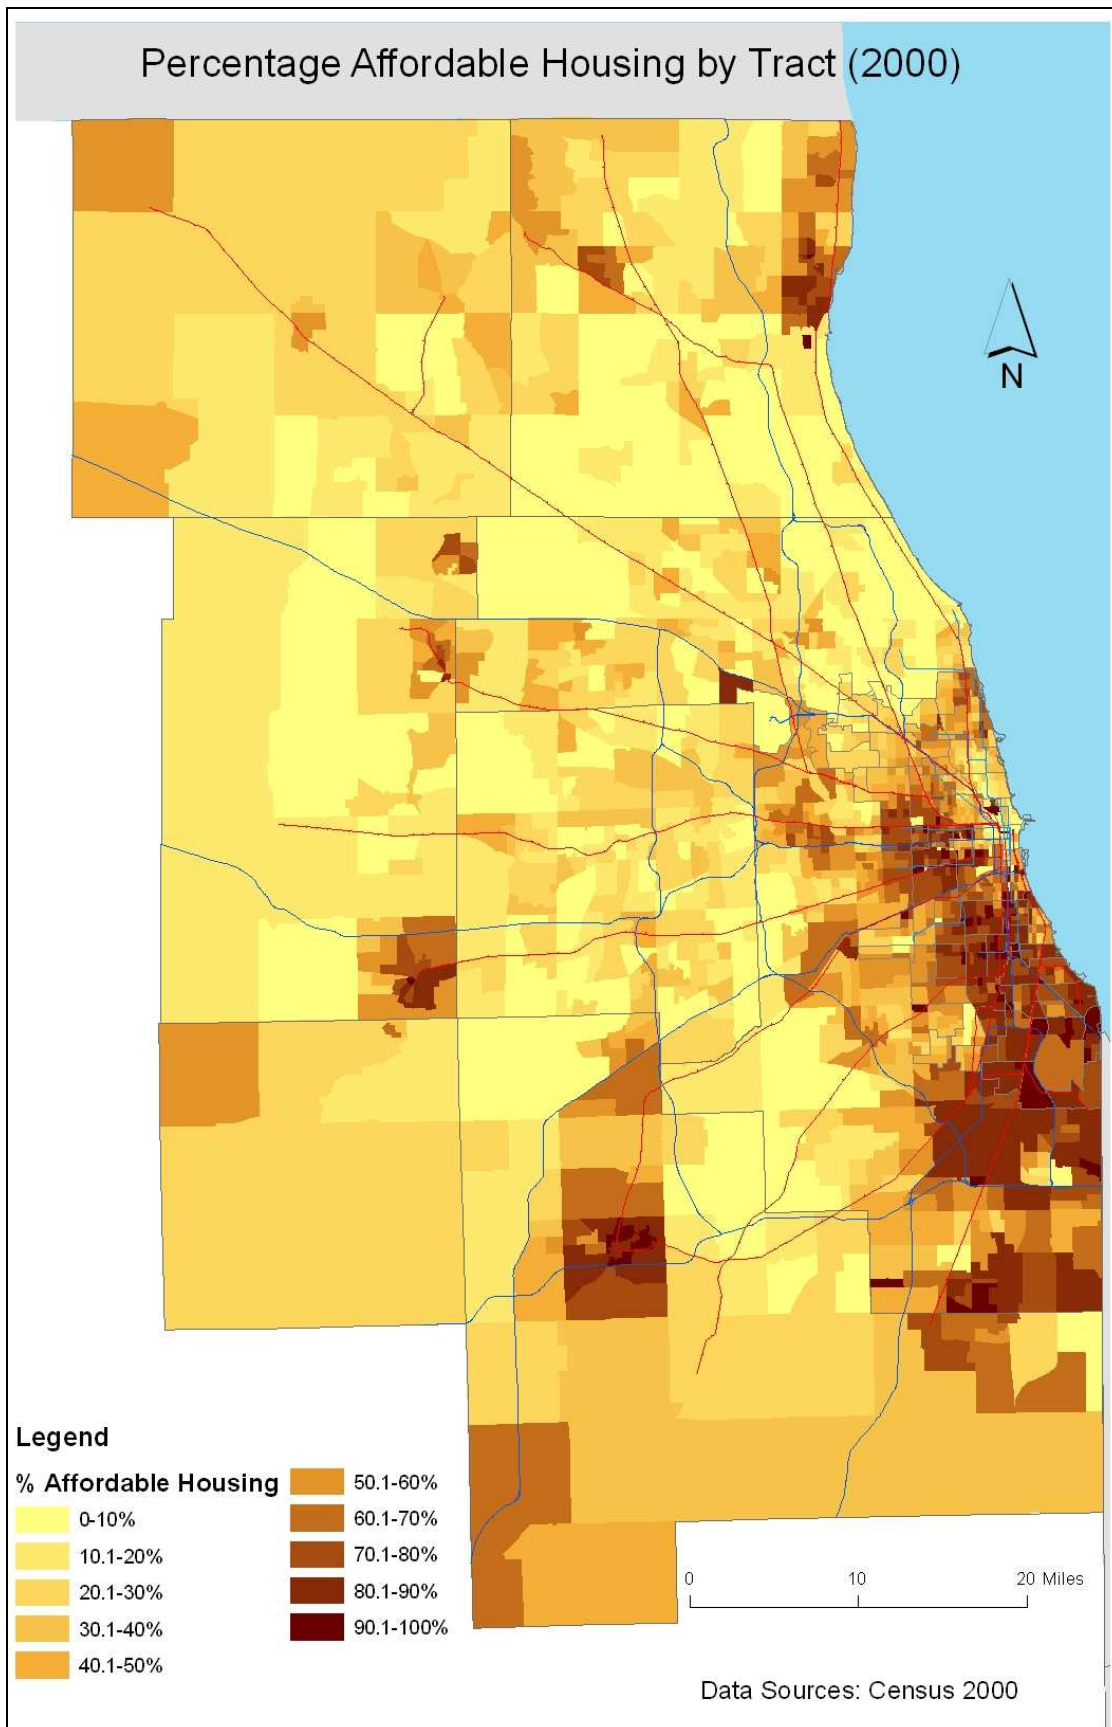 Percentage Affordable Housing by Tract (2000)
N
Legend
% Affordable Housing
0-10%
10.1-20%
20.1-30%
30.1-40%
40.1-50%
50.1-60%
60.1-70%
70.1-80%
80.1-90%
90.1-100%
0 10 20 Miles
Data Sources: Census 2000